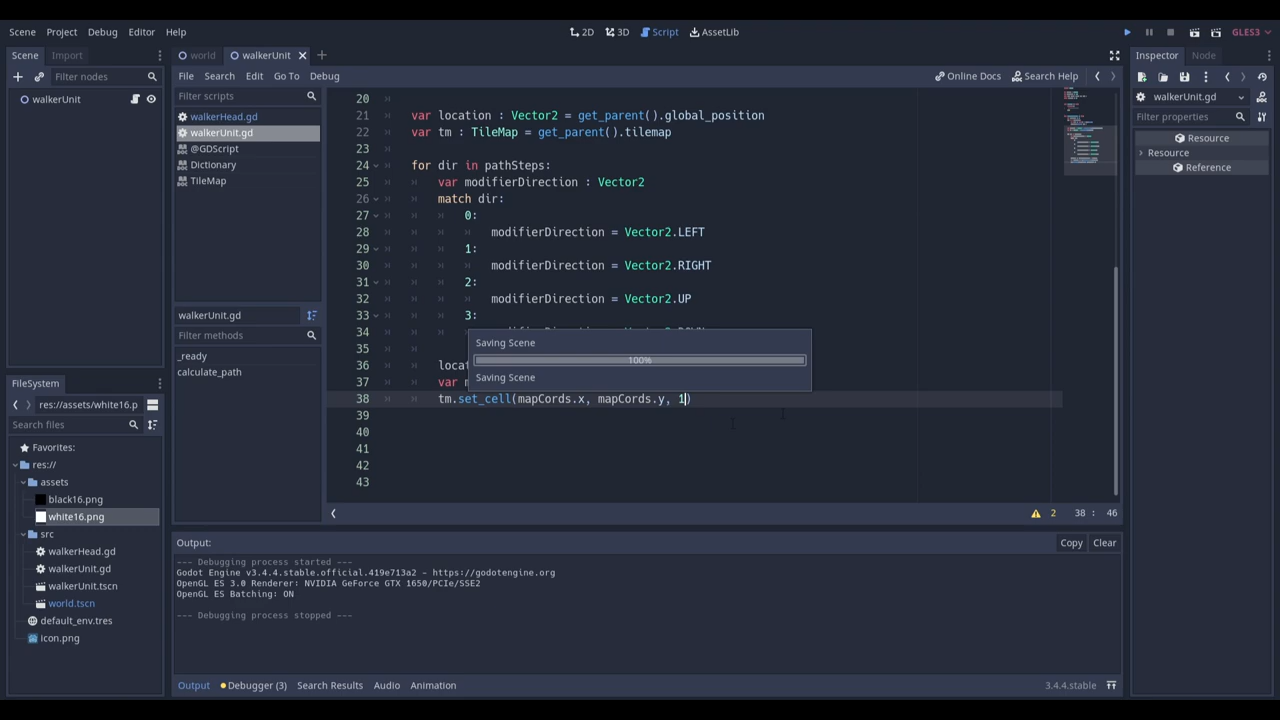 Scene Project Debug Editor Help
2D 3D Script AssetLib
GLES3
Scene Import
Filter nodes
walkerUnit
world walkerUnit
File Search Edit Go To Debug
Online Docs Search Help
Filter scripts
walkerHead.gd
walkerUnit.gd
@GDScript
Dictionary
TileMap
walkerUnit.gd
Filter methods
_ready
calculate_path
20
21 var location : Vector2 = get_parent().global_position
22 var tm : TileMap = get_parent().tilemap
23
24 for dir in pathSteps:
25 var modifierDirection : Vector2
26 match dir:
27 0:
28 modifierDirection = Vector2.LEFT
29 1:
30 modifierDirection = Vector2.RIGHT
31 2:
32 modifierDirection = Vector2.UP
33 3:
34
35
36
37 var
38 tm.set_cell(mapCords.x, mapCords.y, 1)
39
40
41
42
43
Saving Scene
100%
Saving Scene
2 38 : 46
FileSystem
res://assets/white16.p
Search files
Favorites:
res://
assets
black16.png
white16.png
src
walkerHead.gd
walkerUnit.gd
walkerUnit.tscn
world.tscn
default_env.tres
icon.png
Output:
Copy Clear
--- Debugging process started ---
Godot Engine v3.4.4.stable.official.419e713a2 - https://godotengine.org
OpenGL ES 3.0 Renderer: NVIDIA GeForce GTX 1650/PCIe/SSE2
OpenGL ES Batching: ON
--- Debugging process stopped ---
Output Debugger (3) Search Results Audio Animation
3.4.4.stable
Inspector Node
walkerUnit.gd
Filter properties
Resource
Resource
Reference